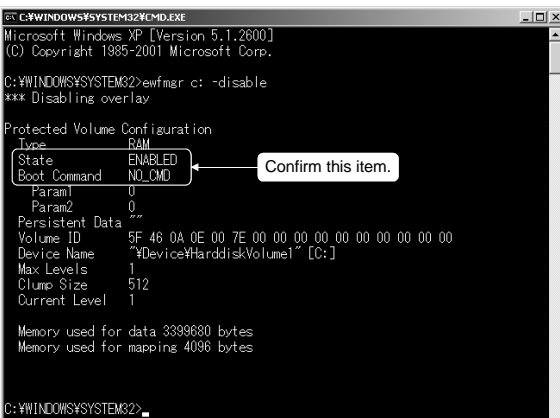 C:¥WINDOWS¥SYSTEM32¥CMD.EXE
Microsoft Windows XP [Version 5.1.2600]
(C) Copyright 1985-2001 Microsoft Corp.
C:¥WINDOWS¥SYSTEM32>ewfmgr c: -disable
*** Disabling overlay
Protected Volume Configuration
Type RAM
State ENABLED
Boot Command NO_CMD
Confirm this item.
Param1 0
Param2 0
Persistent Data ""
Volume ID 5F 46 0A 0E 00 7E 00 00 00 00 00 00 00 00 00 00
Device Name "¥Device¥HarddiskVolume1" [C:]
Max Levels 1
Clump Size 512
Current Level 1
Memory used for data 3399680 bytes
Memory used for mapping 4096 bytes
C:¥WINDOWS¥SYSTEM32>_